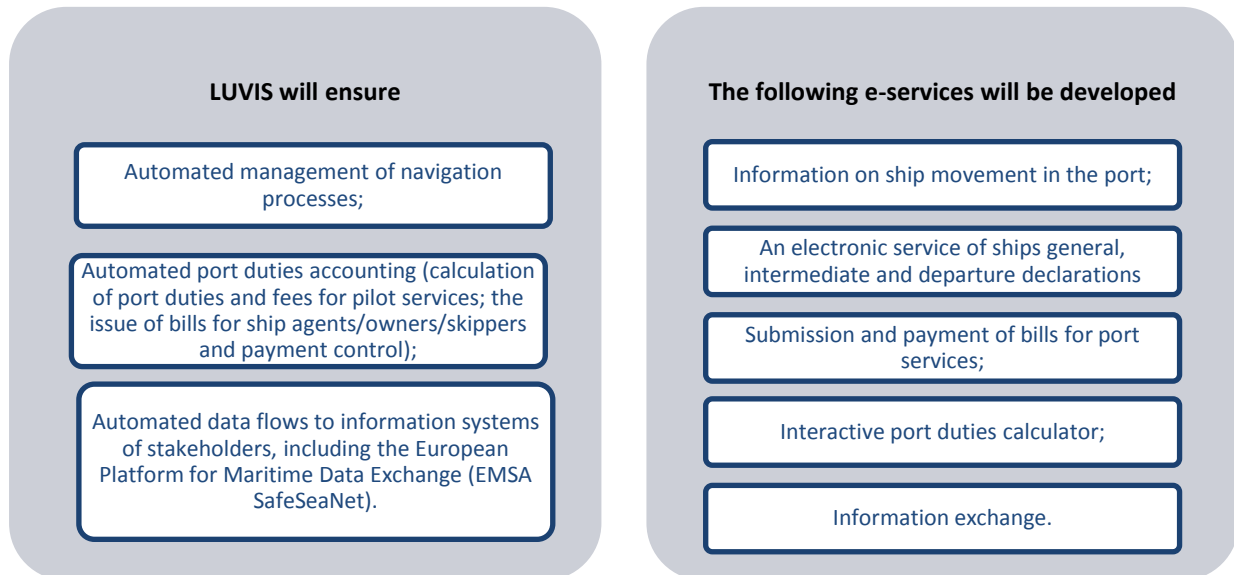 LUVIS will ensure
Automated management of navigation
processes;
Automated port duties accounting (calculation
of port duties and fees for pilot services; the
issue of bills for ship agents/owners/skippers
and payment control);
Automated data flows to information systems
of stakeholders, including the European
Platform for Maritime Data Exchange (EMSA
SafeSeaNet).
The following e-services will be developed
Information on ship movement in the port;
An electronic service of ships general,
intermediate and departure declarations
Submission and payment of bills for port
services;
Interactive port duties calculator;
Information exchange.